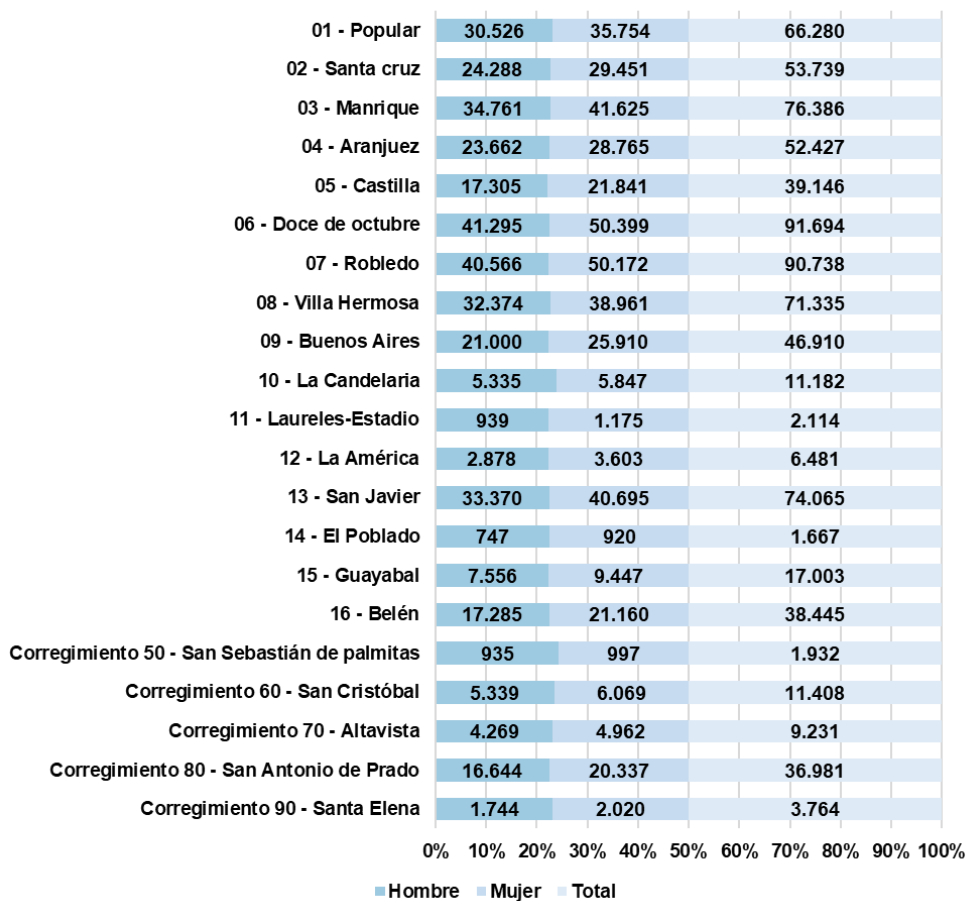 01 - Popular 30.526 35.754 66.280
02 - Santa cruz 24.288 29.451 53.739
03 - Manrique 34.761 41.625 76.386
04 - Aranjuez 23.662 28.765 52.427
05 - Castilla 17.305 21.841 39.146
06 - Doce de octubre 41.295 50.399 91.694
07 - Robledo 40.566 50.172 90.738
08 - Villa Hermosa 32.374 38.961 71.335
09 - Buenos Aires 21.000 25.910 46.910
10 - La Candelaria 5.335 5.847 11.182
11 - Laureles-Estadio 939 1.175 2.114
12 - La América 2.878 3.603 6.481
13 - San Javier 33.370 40.695 74.065
14 - El Poblado 747 920 1.667
15 - Guayabal 7.556 9.447 17.003
16 - Belén 17.285 21.160 38.445
Corregimiento 50 - San Sebastián de palmitas 935 997 1.932
Corregimiento 60 - San Cristóbal 5.339 6.069 11.408
Corregimiento 70 - Altavista 4.269 4.962 9.231
Corregimiento 80 - San Antonio de Prado 16.644 20.337 36.981
Corregimiento 90 - Santa Elena 1.744 2.020 3.764
0% 10% 20% 30% 40% 50% 60% 70% 80% 90% 100%
Hombre Mujer Total